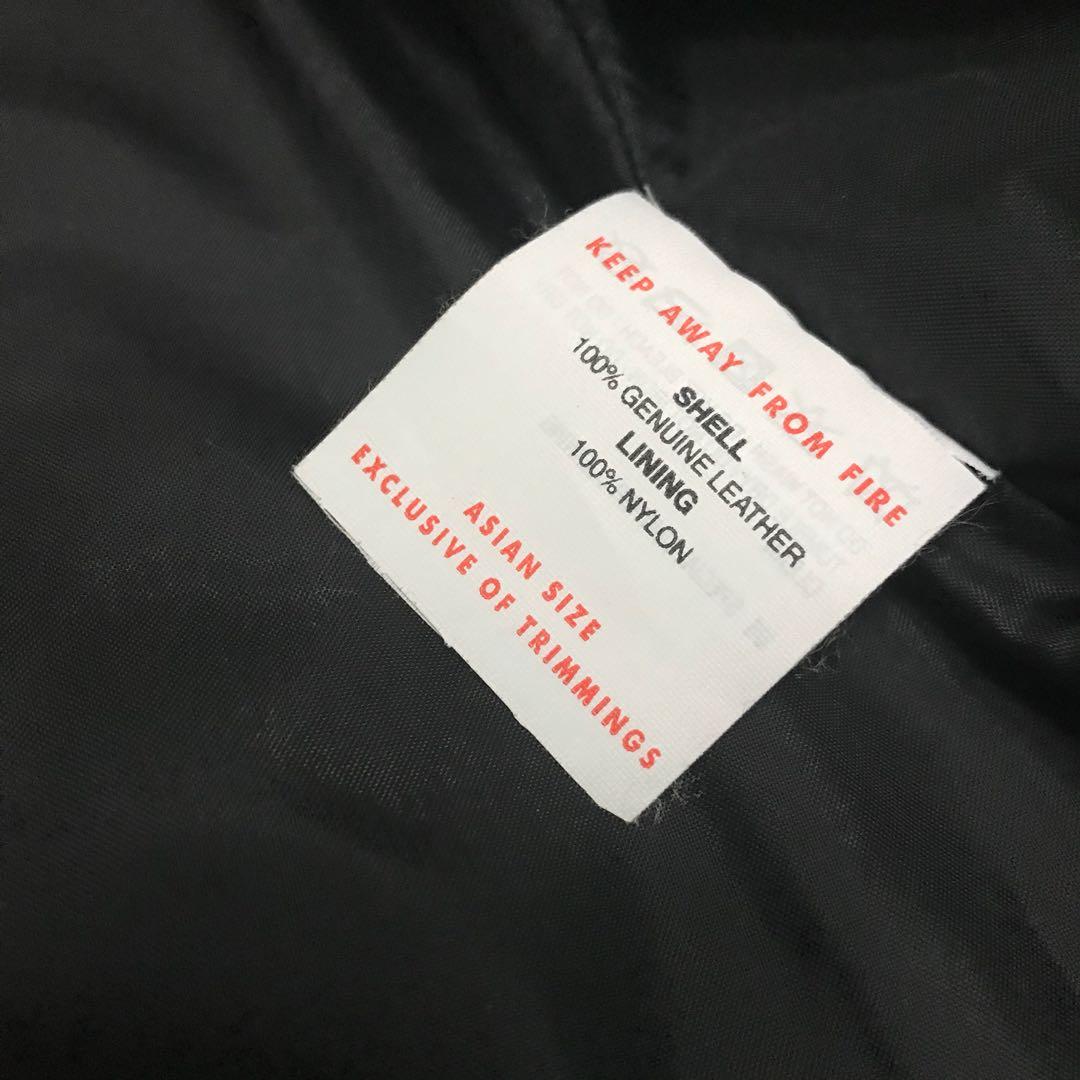 KEEP AWAY FROM FIRE
SHELL
100% GENUINE LEATHER
LINING
100% NYLON
ASIAN SIZE
EXCLUSIVE OF TRIMMINGS